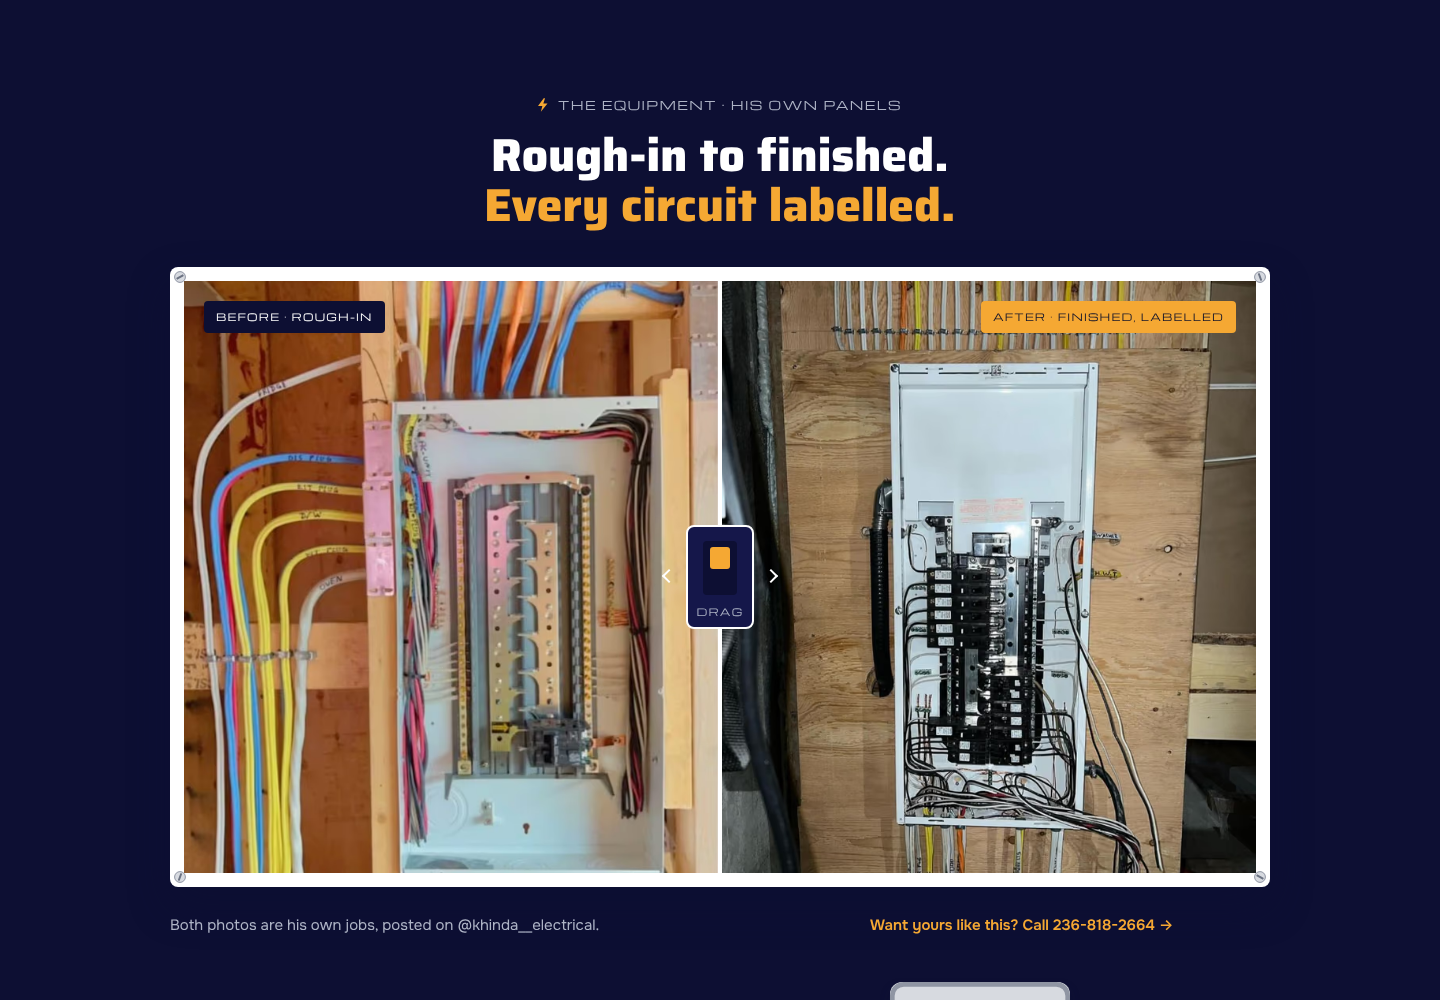 THE EQUIPMENT · HIS OWN PANELS
Rough-in to finished.
Every circuit labelled.
BEFORE · ROUGH-IN
AFTER · FINISHED, LABELLED
DRAG
OVEN
Both photos are his own jobs, posted on @khinda__electrical.
Want yours like this? Call 236-818-2664 →